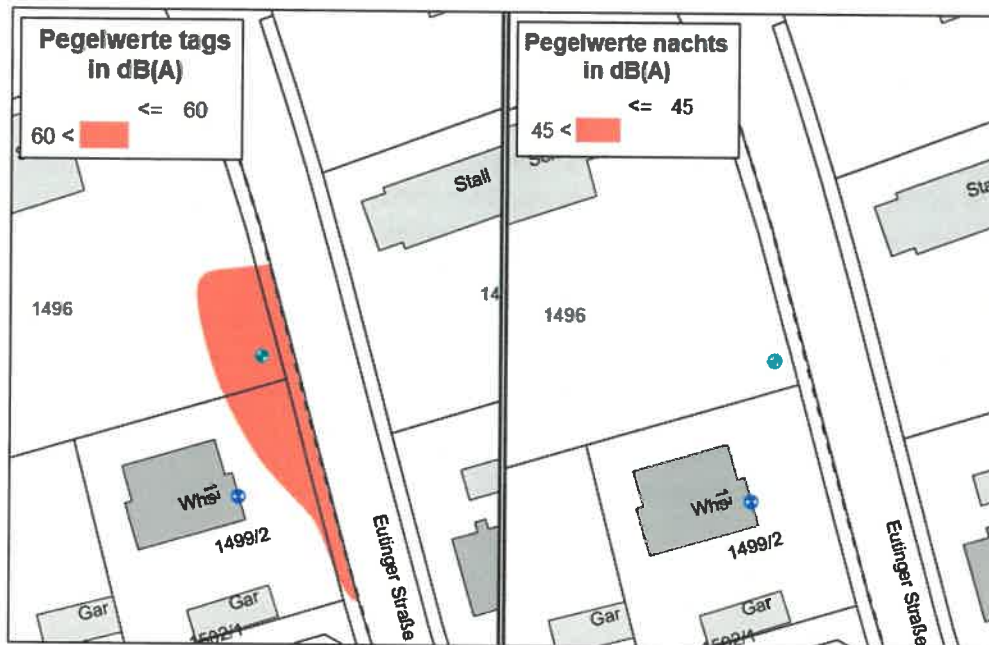 Pegelwerte tags
in dB(A)
<= 60
60 <
Stall
1496
14
Whs
1
1499/2
Gar
Gar
Eutinger Straße
Pegelwerte nachts
in dB(A)
<= 45
45 <
Sta
1496
Whs
1
1499/2
Gar
Gar
Eutinger Straße